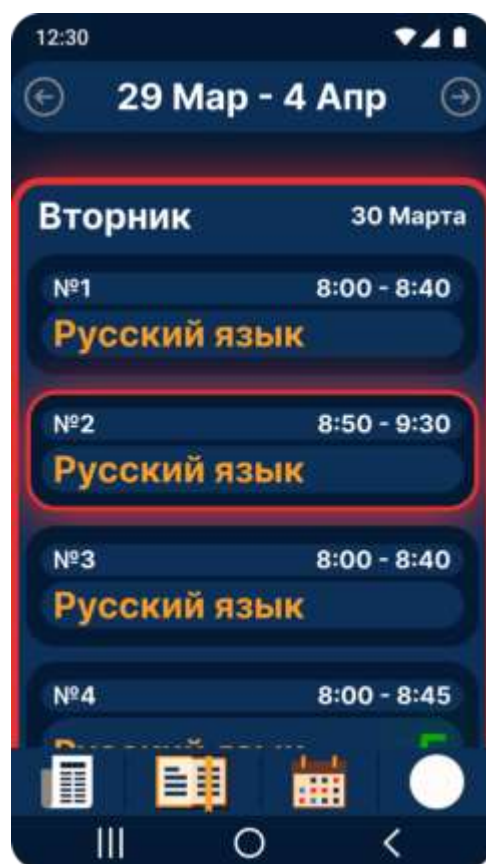 12:30
29 Мар - 4 Апр
Вторник 30 Марта
№1 8:00 - 8:40
Русский язык
№2 8:50 - 9:30
Русский язык
№3 8:00 - 8:40
Русский язык
№4 8:00 - 8:45